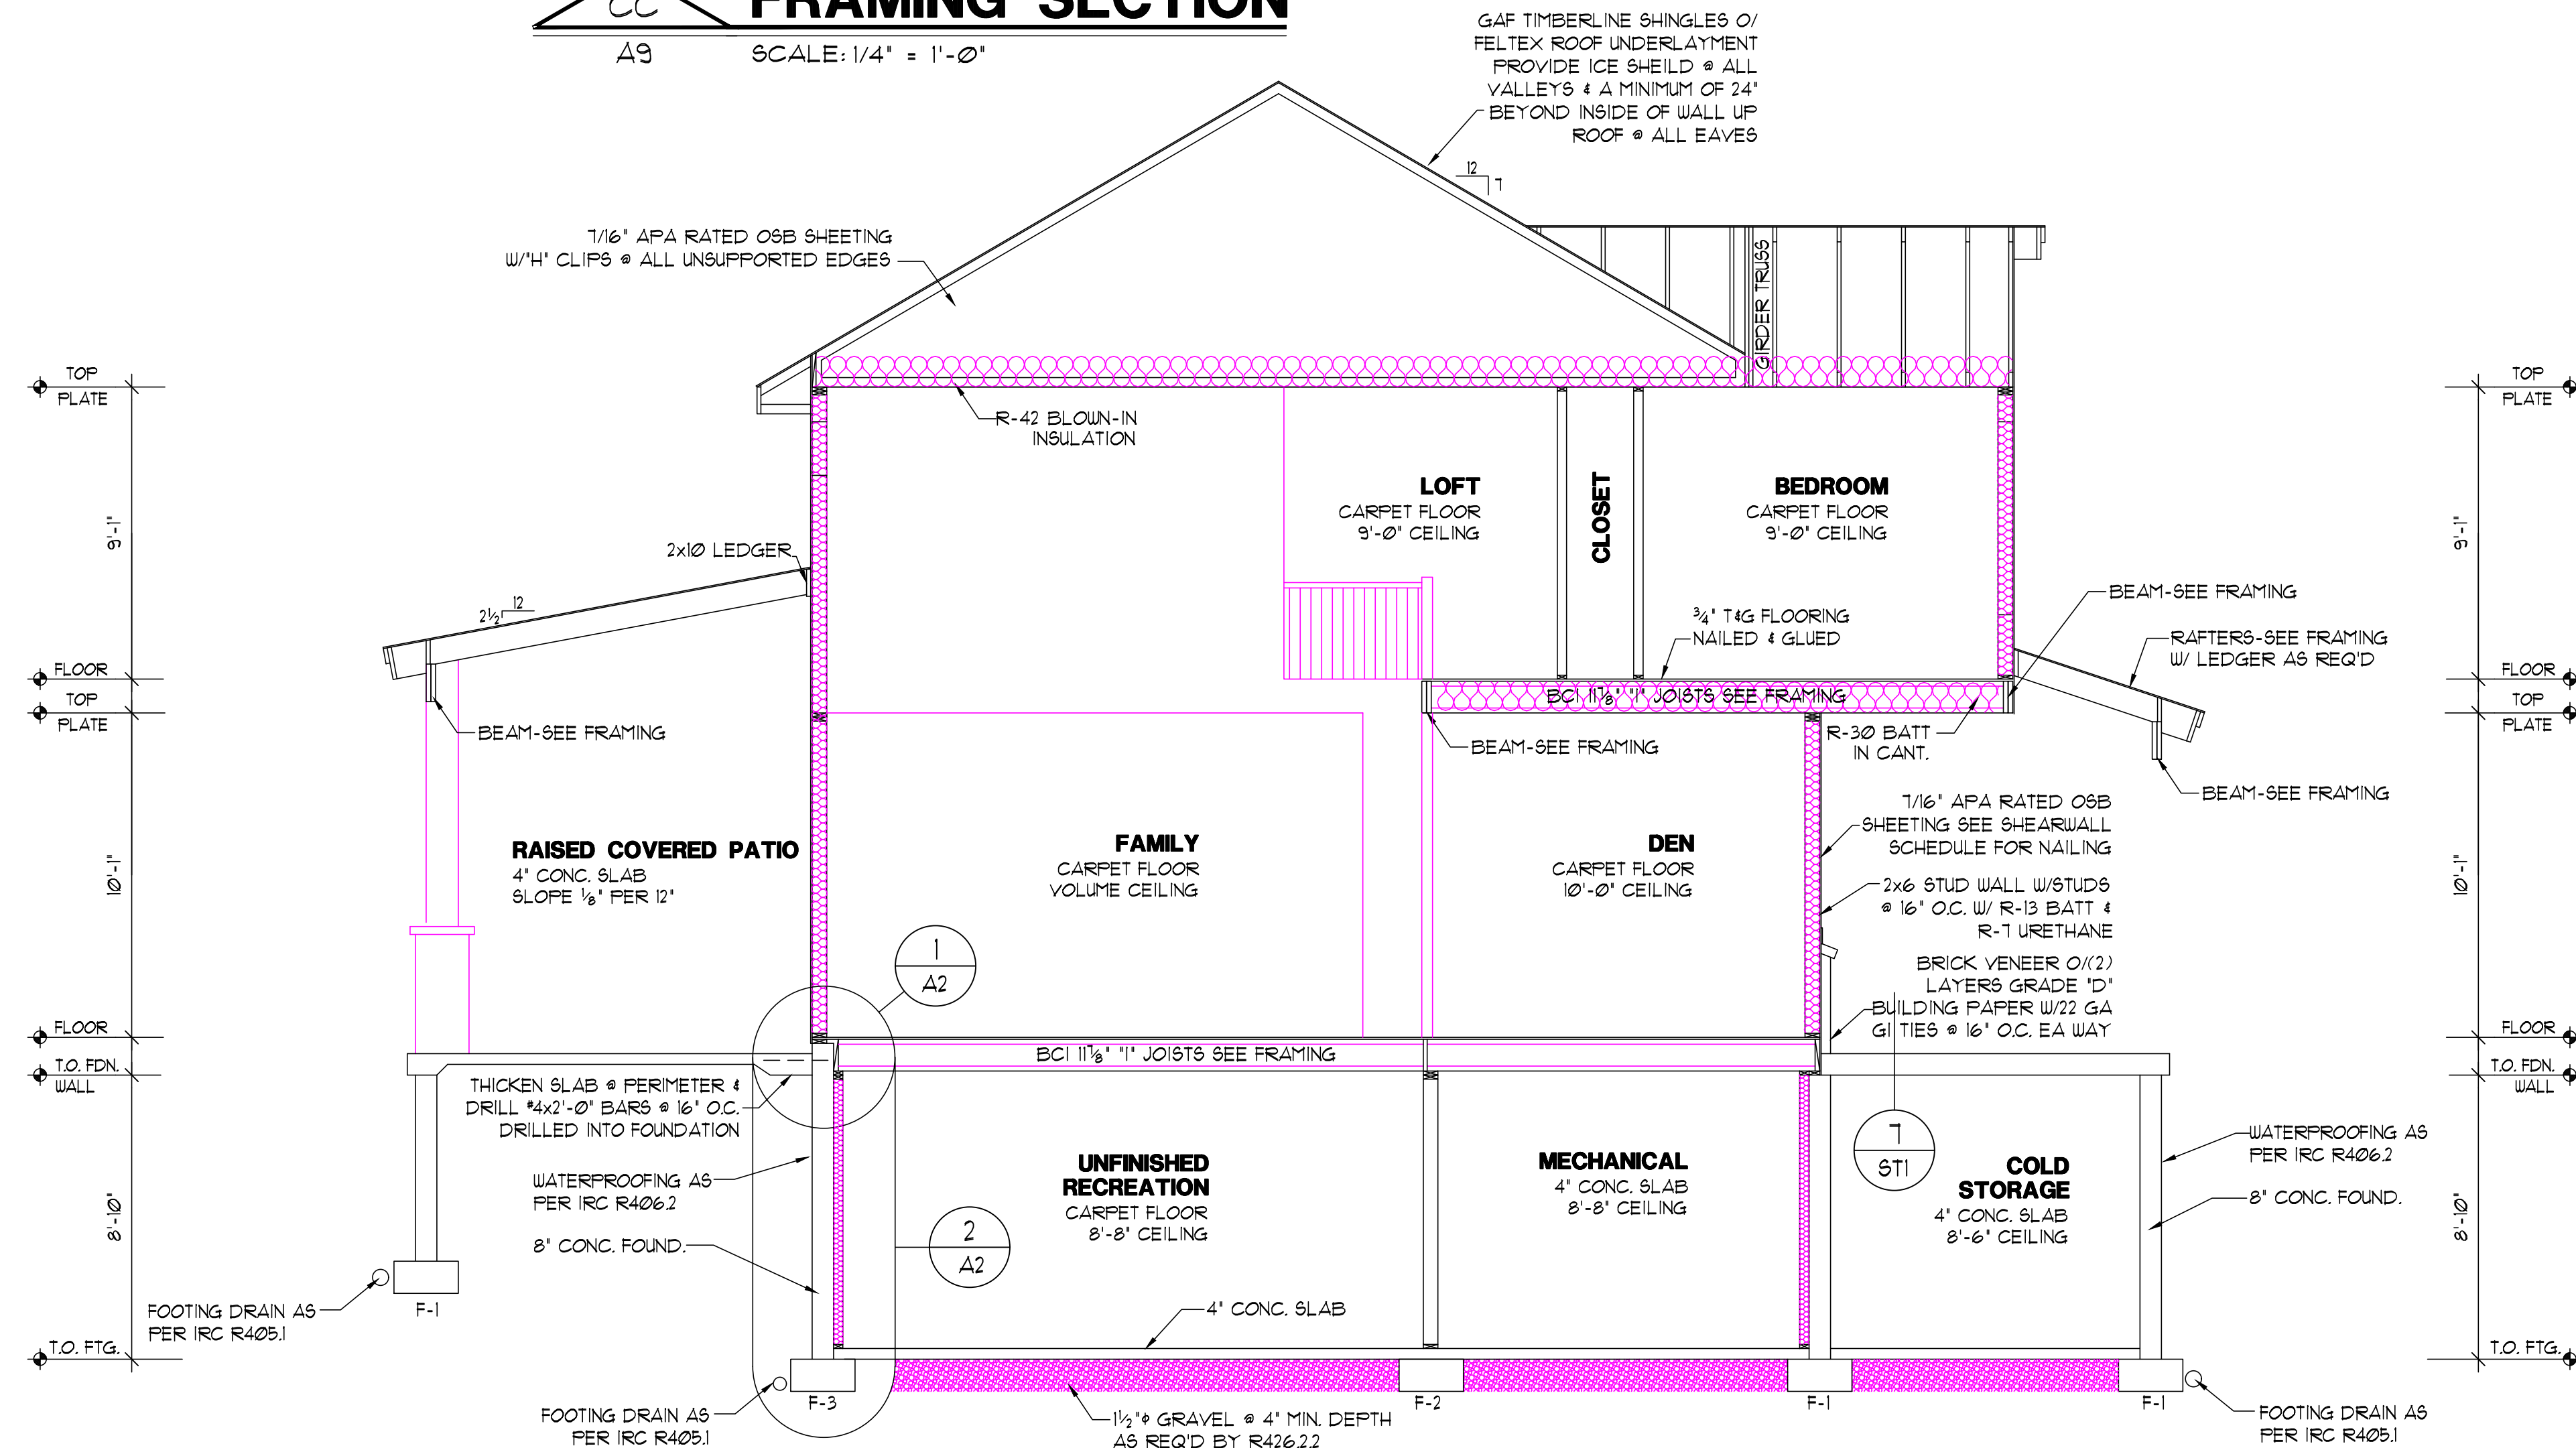 FRAMING SECTION
CC
A9
SCALE: 1/4" = 1'-0"
GAF TIMBERLINE SHINGLES O/
FELTEX ROOF UNDERLAYMENT
PROVIDE ICE SHEILD @ ALL
VALLEYS & A MINIMUM OF 24"
BEYOND INSIDE OF WALL UP
ROOF @ ALL EAVES
12
7
7/16" APA RATED OSB SHEETING
W/"H" CLIPS @ ALL UNSUPPORTED EDGES
GIRDER TRUSS
TOP
PLATE
TOP
PLATE
R-42 BLOWN-IN
INSULATION
LOFT
CARPET FLOOR
9'-0" CEILING
CLOSET
BEDROOM
CARPET FLOOR
9'-0" CEILING
9'-1"
9'-1"
2x10 LEDGER
12
2½
¾" T&G FLOORING
NAILED & GLUED
BEAM-SEE FRAMING
RAFTERS-SEE FRAMING
W/ LEDGER AS REQ'D
FLOOR
TOP
PLATE
FLOOR
TOP
PLATE
BCI 11⅞" "I" JOISTS SEE FRAMING
BEAM-SEE FRAMING
BEAM-SEE FRAMING
R-30 BATT
IN CANT.
BEAM-SEE FRAMING
7/16" APA RATED OSB
SHEETING SEE SHEARWALL
SCHEDULE FOR NAILING
RAISED COVERED PATIO
4" CONC. SLAB
SLOPE ⅛" PER 12"
FAMILY
CARPET FLOOR
VOLUME CEILING
DEN
CARPET FLOOR
10'-0" CEILING
10'-1"
10'-1"
2x6 STUD WALL W/STUDS
@ 16" O.C. W/ R-13 BATT &
R-7 URETHANE
1
A2
BRICK VENEER O/(2)
LAYERS GRADE "D"
BUILDING PAPER W/22 GA
GI TIES @ 16" O.C. EA WAY
FLOOR
T.O. FDN.
WALL
FLOOR
T.O. FDN.
WALL
BCI 11⅞" "I" JOISTS SEE FRAMING
THICKEN SLAB @ PERIMETER &
DRILL #4x2'-0" BARS @ 16" O.C.
DRILLED INTO FOUNDATION
WATERPROOFING AS
PER IRC R406.2
8" CONC. FOUND.
UNFINISHED
RECREATION
CARPET FLOOR
8'-8" CEILING
MECHANICAL
4" CONC. SLAB
8'-8" CEILING
7
ST1
COLD
STORAGE
4" CONC. SLAB
8'-6" CEILING
WATERPROOFING AS
PER IRC R406.2
8" CONC. FOUND.
8'-10"
8'-10"
2
A2
FOOTING DRAIN AS
PER IRC R405.1
F-1
4" CONC. SLAB
T.O. FTG.
T.O. FTG.
F-3
F-2
F-1
F-1
FOOTING DRAIN AS
PER IRC R405.1
1½"ϕ GRAVEL @ 4" MIN. DEPTH
AS REQ'D BY R426.2.2
FOOTING DRAIN AS
PER IRC R405.1